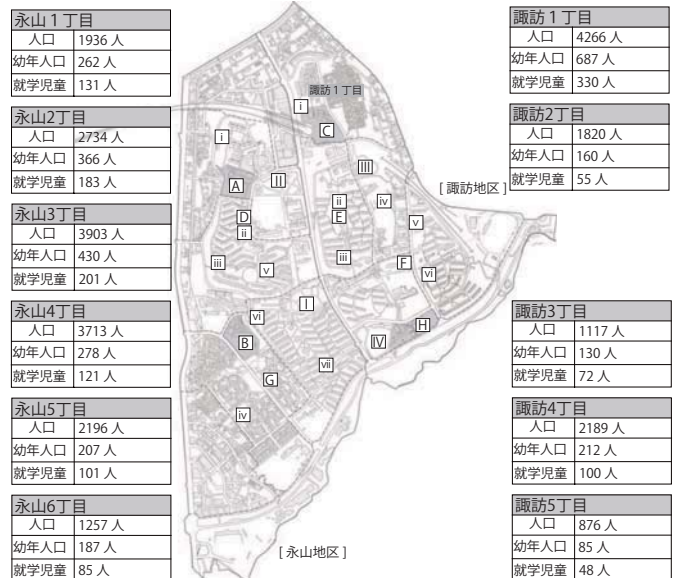 永山1丁目
人口 1936 人
幼年人口 262 人
就学児童 131 人
永山2丁目
人口 2734 人
幼年人口 366 人
就学児童 183 人
永山3丁目
人口 3903 人
幼年人口 430 人
就学児童 201 人
永山4丁目
人口 3713 人
幼年人口 278 人
就学児童 121 人
永山5丁目
人口 2196 人
幼年人口 207 人
就学児童 101 人
永山6丁目
人口 1257 人
幼年人口 187 人
就学児童 85 人
諏訪1丁目
i
C
i
III
A
II
ii
iv
D
E
ii
v
iii
v
iii
F
vi
I
vi
H
B
IV
G
vii
iv
[ 諏訪地区 ]
[ 永山地区 ]
諏訪1丁目
人口 4266 人
幼年人口 687 人
就学児童 330 人
諏訪2丁目
人口 1820 人
幼年人口 160 人
就学児童 55 人
諏訪3丁目
人口 1117 人
幼年人口 130 人
就学児童 72 人
諏訪4丁目
人口 2189 人
幼年人口 212 人
就学児童 100 人
諏訪5丁目
人口 876 人
幼年人口 85 人
就学児童 48 人